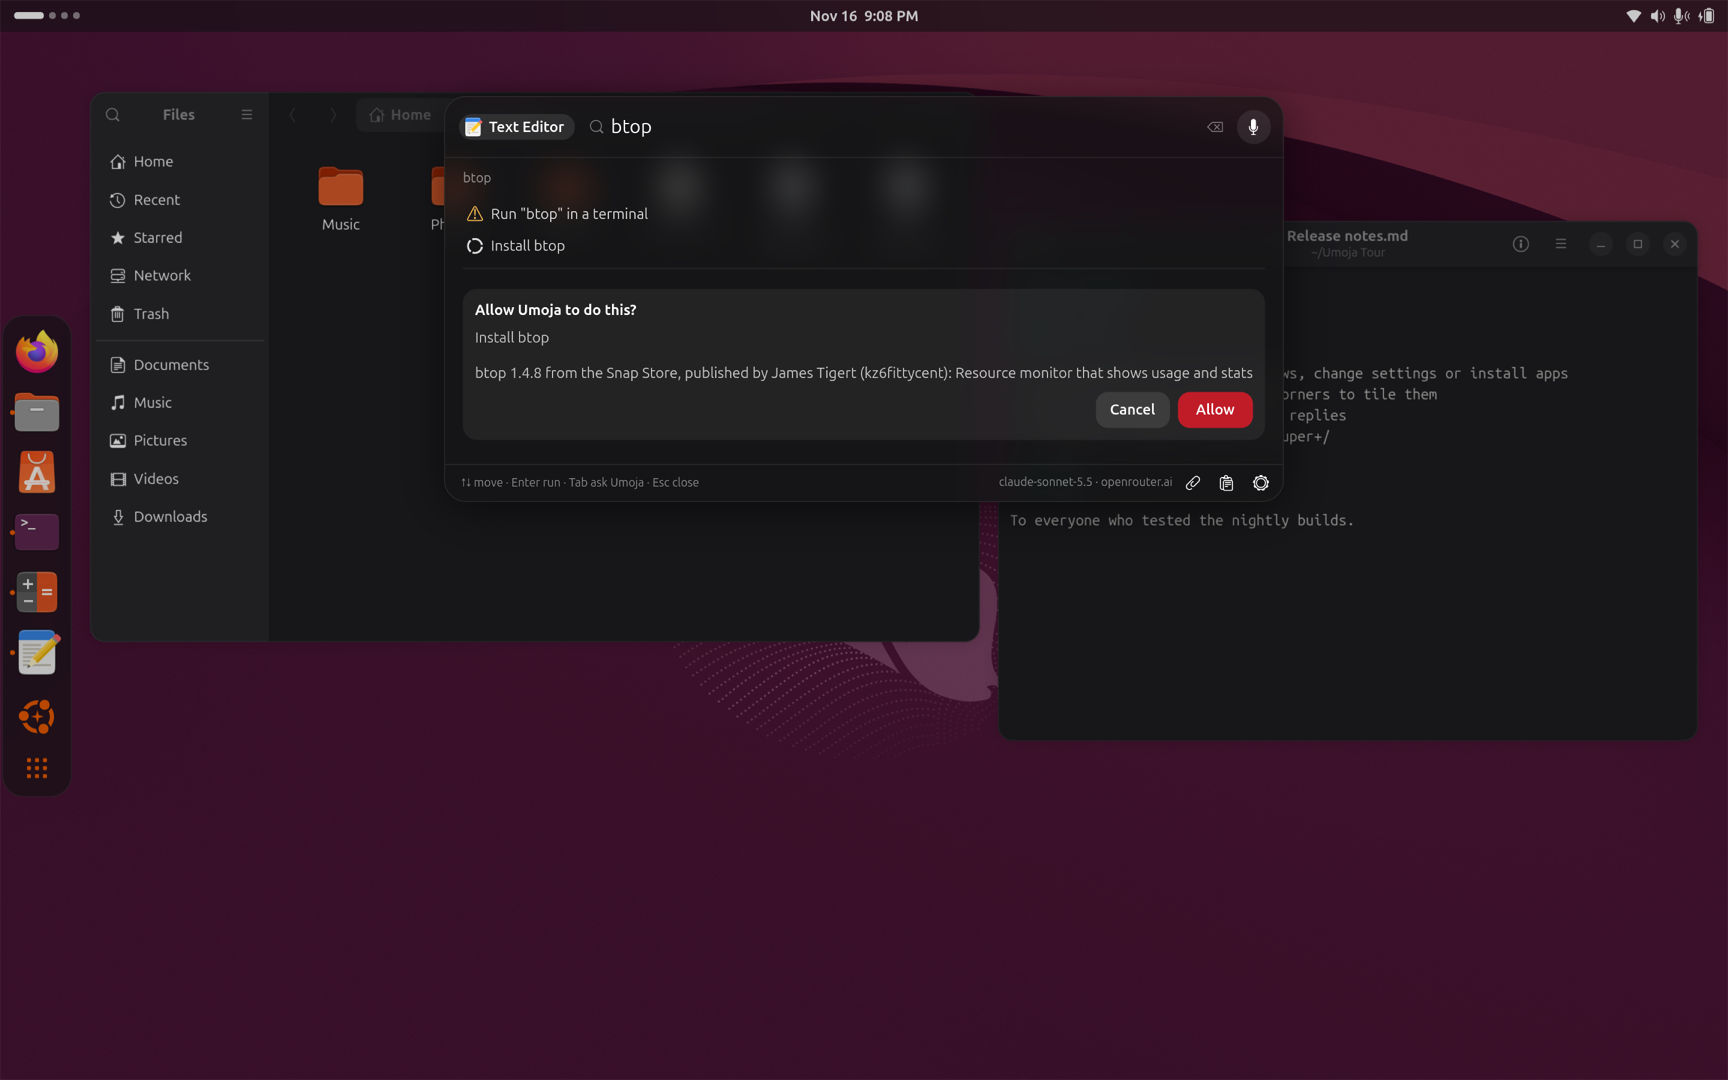 Nov 16 9:08 PM
Files
Home
Home
Recent
Starred
Network
Trash
Documents
Music
Pictures
Videos
Downloads
Music
Text Editor
btop
btop
Run "btop" in a terminal
Install btop
Allow Umoja to do this?
Install btop
btop 1.4.8 from the Snap Store, published by James Tigert (kz6fittycent): Resource monitor that shows usage and stats
Cancel
Allow
↑↓ move · Enter run · Tab ask Umoja · Esc close
claude-sonnet-5.5 · openrouter.ai
Release notes.md
~/Umoja Tour
change settings or install apps
to tile them
replies
To everyone who tested the nightly builds.